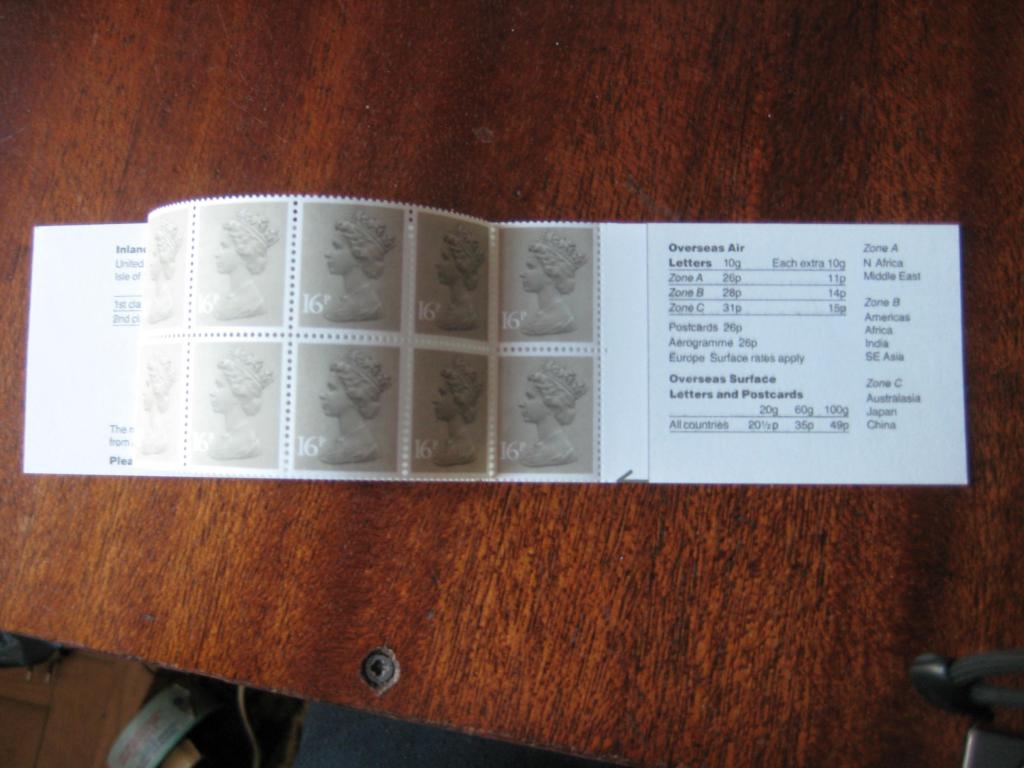 Inland
United
Isle of
1st cla
2nd cl
The
from
Plea
16P 16P 16P 16P
16P 16P 16P 16P
Overseas Air
Letters 10g Each extra 10g
Zone A 26p 11p
Zone B 28p 14p
Zone C 31p 15p
Postcards 26p
Aerogramme 26p
Europe Surface rates apply
Overseas Surface
Letters and Postcards
20g 60g 100g
All countries 20½p 35p 49p
Zone A
N Africa
Middle East
Zone B
Americas
Africa
India
SE Asia
Zone C
Australasia
Japan
China